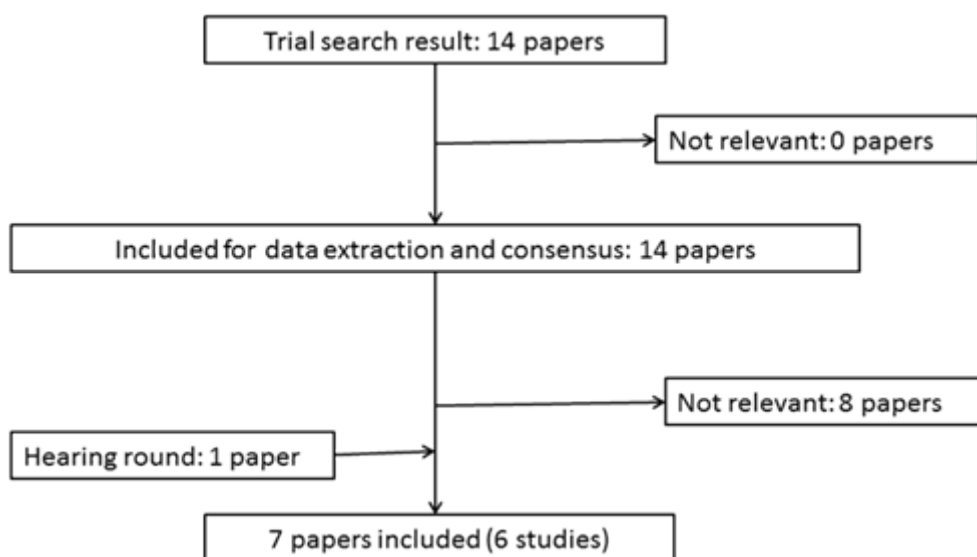 Trial search result: 14 papers
Not relevant: 0 papers
Included for data extraction and consensus: 14 papers
Not relevant: 8 papers
Hearing round: 1 paper
7 papers included (6 studies)